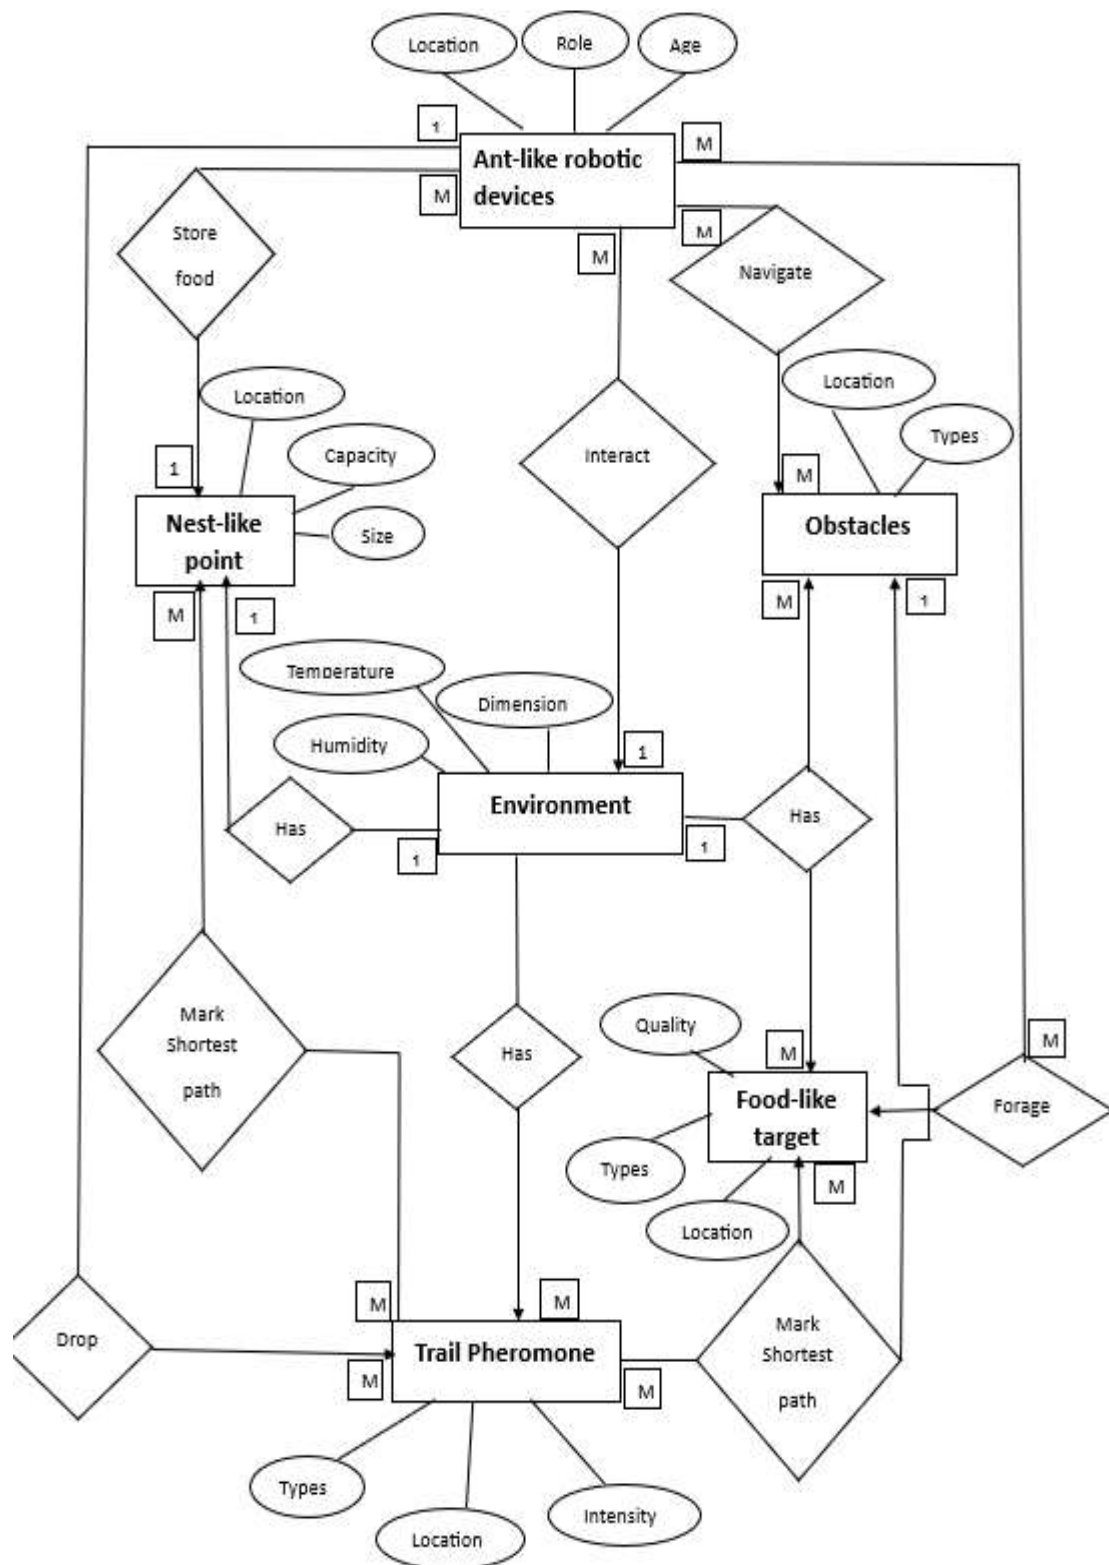 Location
Role
Age
1
M
Ant-like robotic
devices
M
M
M
Store
food
Navigate
Location
Location
Types
Capacity
Interact
1
M
Nest-like
point
Size
Obstacles
M
1
M
1
Temperature
Dimension
Humidity
1
Environment
Has
Has
1
1
Mark
Shortest
path
Quality
Has
M
M
Food-like
target
Forage
Types
M
Location
M
M
Drop
Trail Pheromone
Mark
Shortest
path
M
M
Types
Location
Intensity